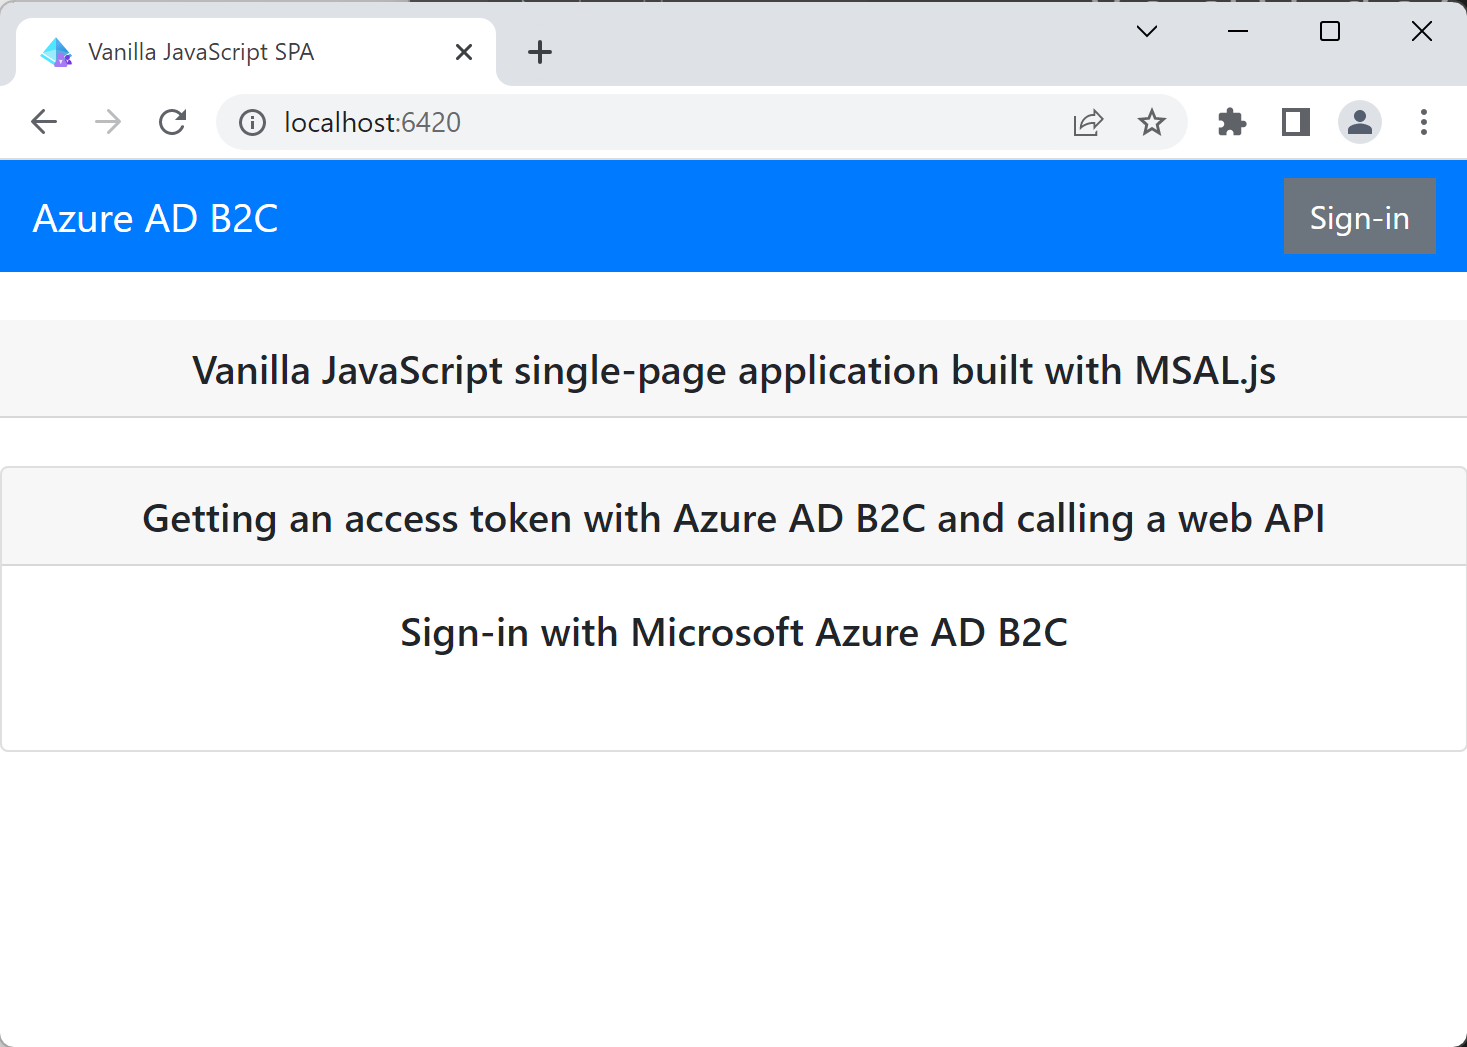 Vanilla JavaScript SPA
localhost:6420
Azure AD B2C
Sign-in
Vanilla JavaScript single-page application built with MSAL.js
Getting an access token with Azure AD B2C and calling a web API
Sign-in with Microsoft Azure AD B2C